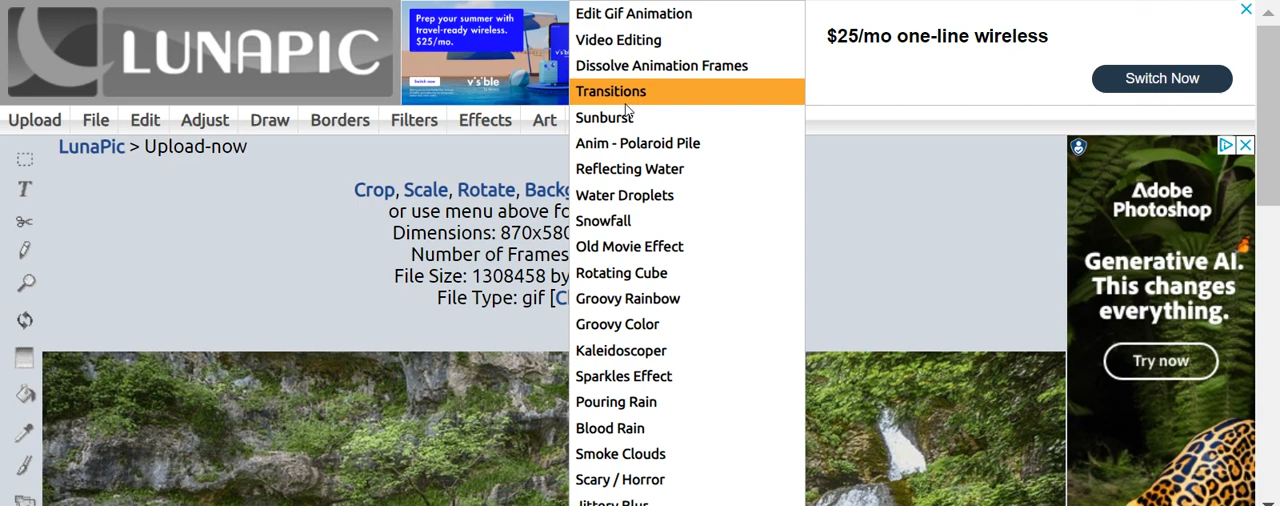 LUNAPIC
Prep your summer with
travel-ready wireless.
$25/mo.
Switch now
visible
$25/mo one-line wireless
Switch Now
Upload File Edit Adjust Draw Borders Filters Effects Art
Edit Gif Animation
Video Editing
Dissolve Animation Frames
Transitions
Sunburst
Anim - Polaroid Pile
Reflecting Water
Water Droplets
Snowfall
Old Movie Effect
Rotating Cube
Groovy Rainbow
Groovy Color
Kaleidoscoper
Sparkles Effect
Pouring Rain
Blood Rain
Smoke Clouds
Scary / Horror
LunaPic > Upload-now
Crop, Scale, Rotate,
or use menu above
Dimensions: 870x580
Number of Frames
File Size: 1308458
File Type: gif
T
Adobe
Photoshop
Generative AI.
This changes
everything.
Try now